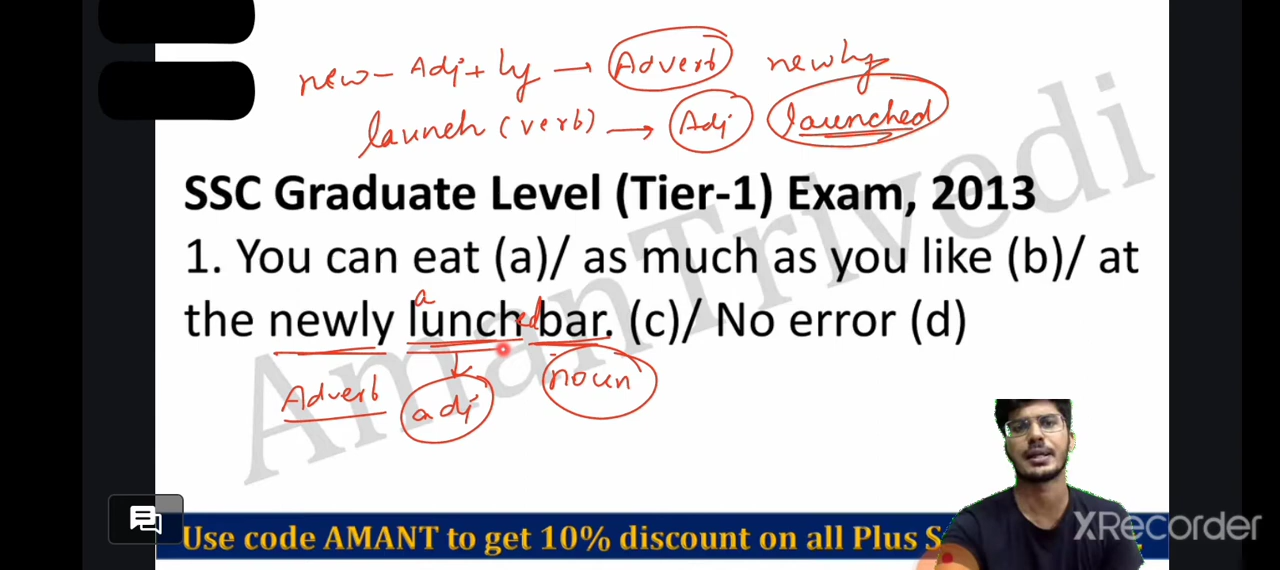 new - Adj + ly → Adverb newly
launch (verb) → Adj launched
SSC Graduate Level (Tier-1) Exam, 2013
1. You can eat (a)/ as much as you like (b)/ at
a ed
the newly lunch bar. (c)/ No error (d)
Adverb adj noun
AmanTrivedi
Use code AMANT to get 10% discount on all Plus S
XRecorder